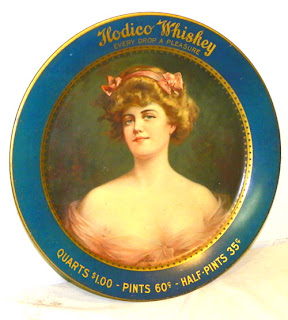 Hodico Whiskey
EVERY DROP A PLEASURE
QUARTS $1.00 - PINTS 60¢ - HALF-PINTS 35¢